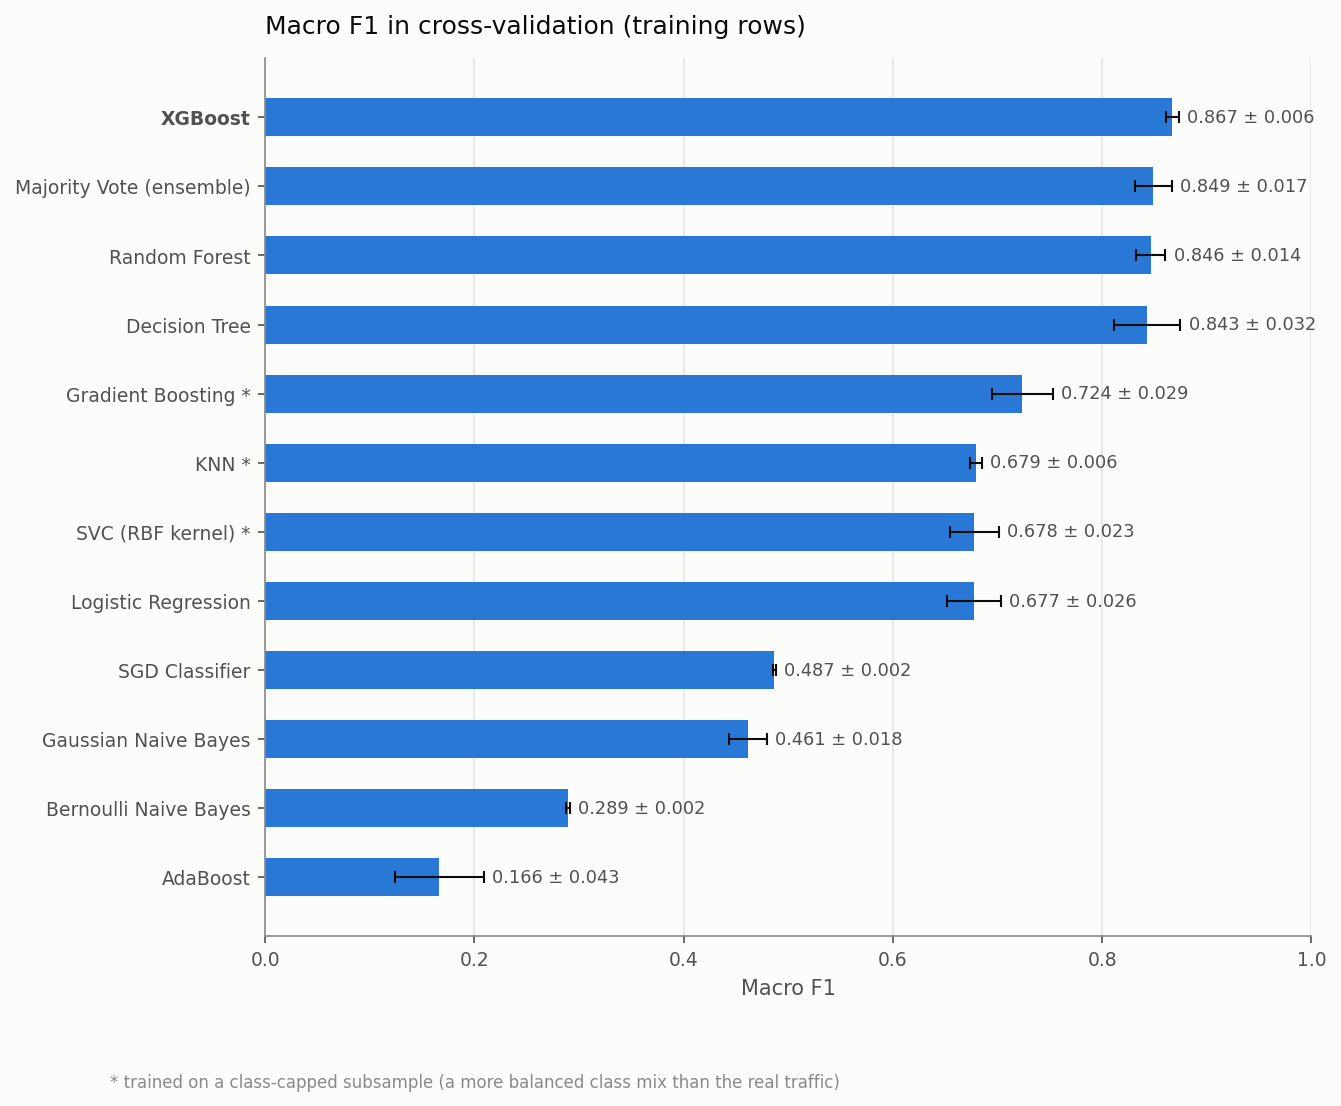 Macro F1 in cross-validation (training rows)
XGBoost 0.867 ± 0.006
Majority Vote (ensemble) 0.849 ± 0.017
Random Forest 0.846 ± 0.014
Decision Tree 0.843 ± 0.032
Gradient Boosting * 0.724 ± 0.029
KNN * 0.679 ± 0.006
SVC (RBF kernel) * 0.678 ± 0.023
Logistic Regression 0.677 ± 0.026
SGD Classifier 0.487 ± 0.002
Gaussian Naive Bayes 0.461 ± 0.018
Bernoulli Naive Bayes 0.289 ± 0.002
AdaBoost 0.166 ± 0.043
0.0 0.2 0.4 0.6 0.8 1.0
Macro F1
* trained on a class-capped subsample (a more balanced class mix than the real traffic)